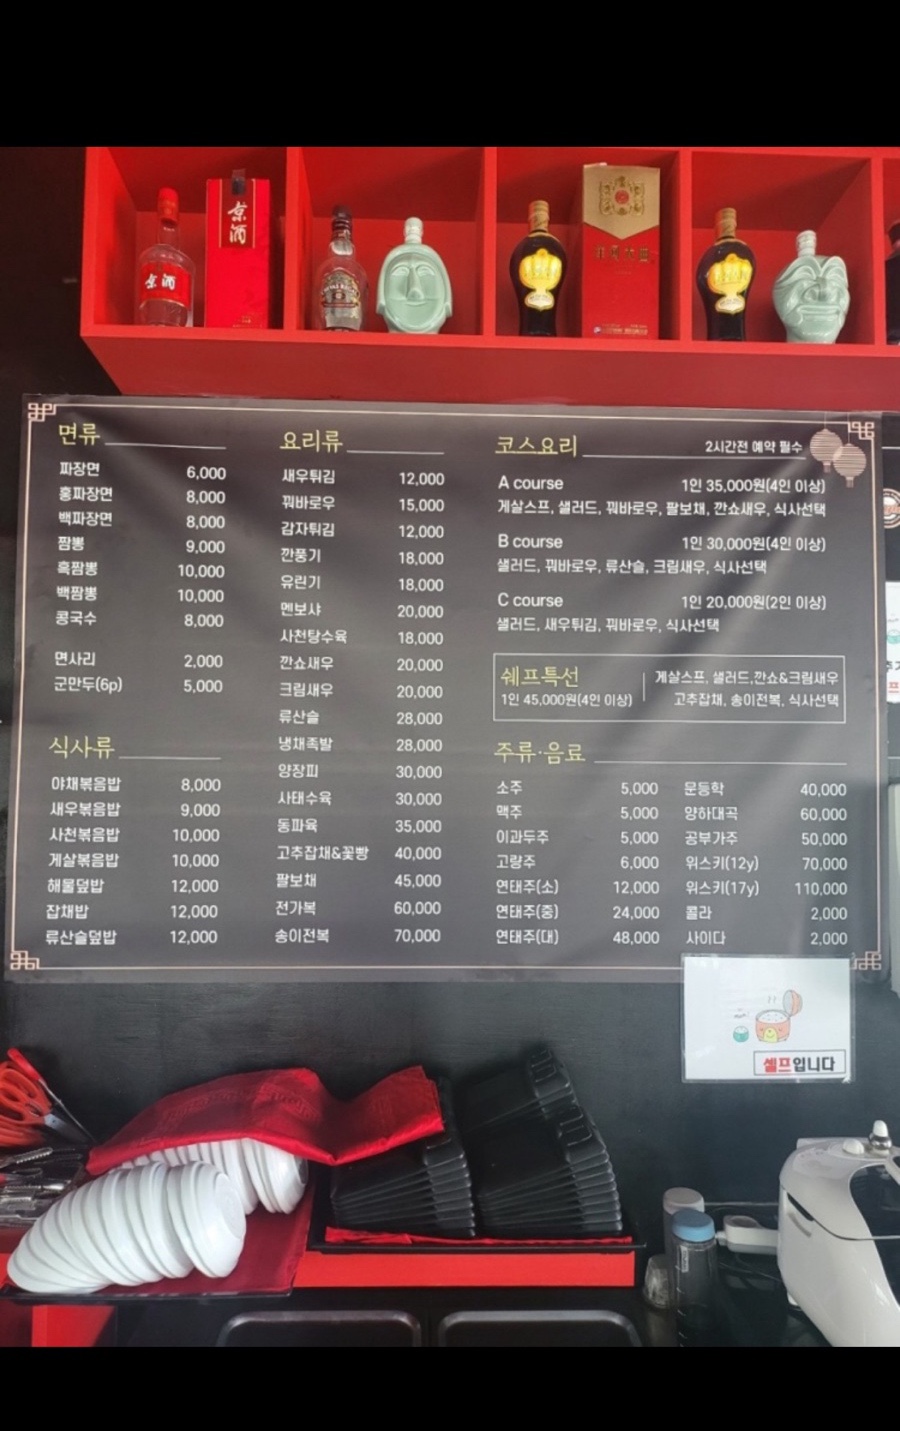 京酒
京酒
면류
짜장면 6,000
홍짜장면 8,000
백짜장면 8,000
짬뽕 9,000
흑짬뽕 10,000
백짬뽕 10,000
콩국수 8,000
면사리 2,000
군만두(6p) 5,000
식사류
야채볶음밥 8,000
새우볶음밥 9,000
사천볶음밥 10,000
게살볶음밥 10,000
해물덮밥 12,000
잡채밥 12,000
류산슬덮밥 12,000
요리류
새우튀김 12,000
꿔바로우 15,000
감자튀김 12,000
깐풍기 18,000
유린기 18,000
멘보샤 20,000
사천탕수육 18,000
깐쇼새우 20,000
크림새우 20,000
류산슬 28,000
냉채족발 28,000
양장피 30,000
사태수육 30,000
동파육 35,000
고추잡채&꽃빵 40,000
팔보채 45,000
전가복 60,000
송이전복 70,000
코스요리 2시간전 예약 필수
A course 1인 35,000원(4인 이상)
게살스프, 샐러드, 꿔바로우, 팔보채, 깐쇼새우, 식사선택
B course 1인 30,000원(4인 이상)
샐러드, 꿔바로우, 류산슬, 크림새우, 식사선택
C course 1인 20,000원(2인 이상)
샐러드, 새우튀김, 꿔바로우, 식사선택
쉐프특선
1인 45,000원(4인 이상)
게살스프, 샐러드,깐쇼&크림새우
고추잡채, 송이전복, 식사선택
주류·음료
소주 5,000
맥주 5,000
이과두주 5,000
고량주 6,000
연태주(소) 12,000
연태주(중) 24,000
연태주(대) 48,000
문등학 40,000
양하대곡 60,000
공부가주 50,000
위스키(12y) 70,000
위스키(17y) 110,000
콜라 2,000
사이다 2,000
셀프입니다